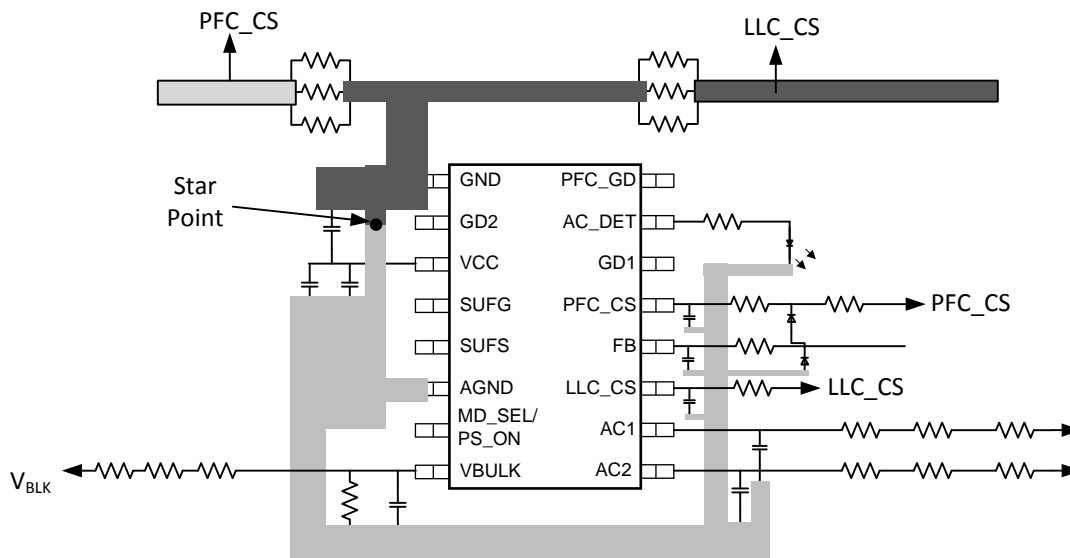 PFC_CS
LLC_CS
Star
Point
GND
PFC_GD
GD2
AC_DET
VCC
GD1
SUFG
PFC_CS
PFC_CS
SUFS
FB
AGND
LLC_CS
LLC_CS
MD_SEL/
PS_ON
AC1
VBLK
VBULK
AC2